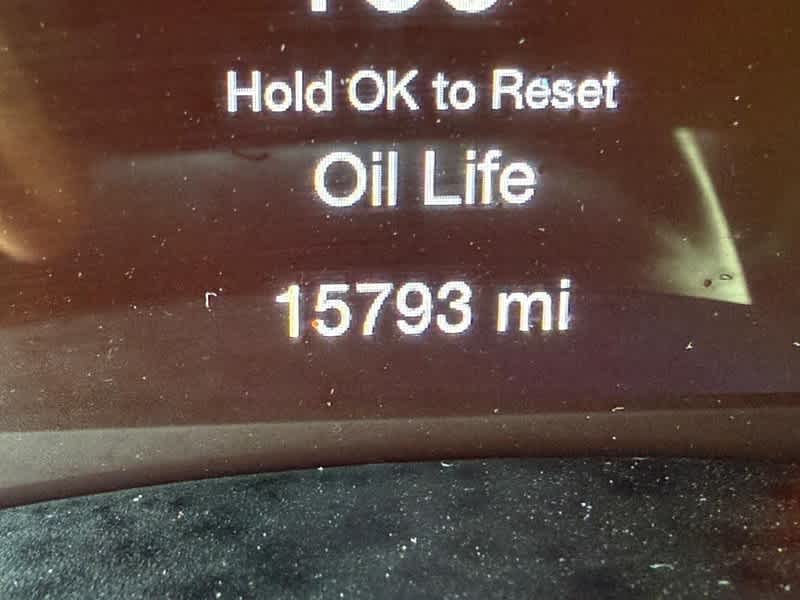 Hold OK to Reset
Oil Life
15793 mi